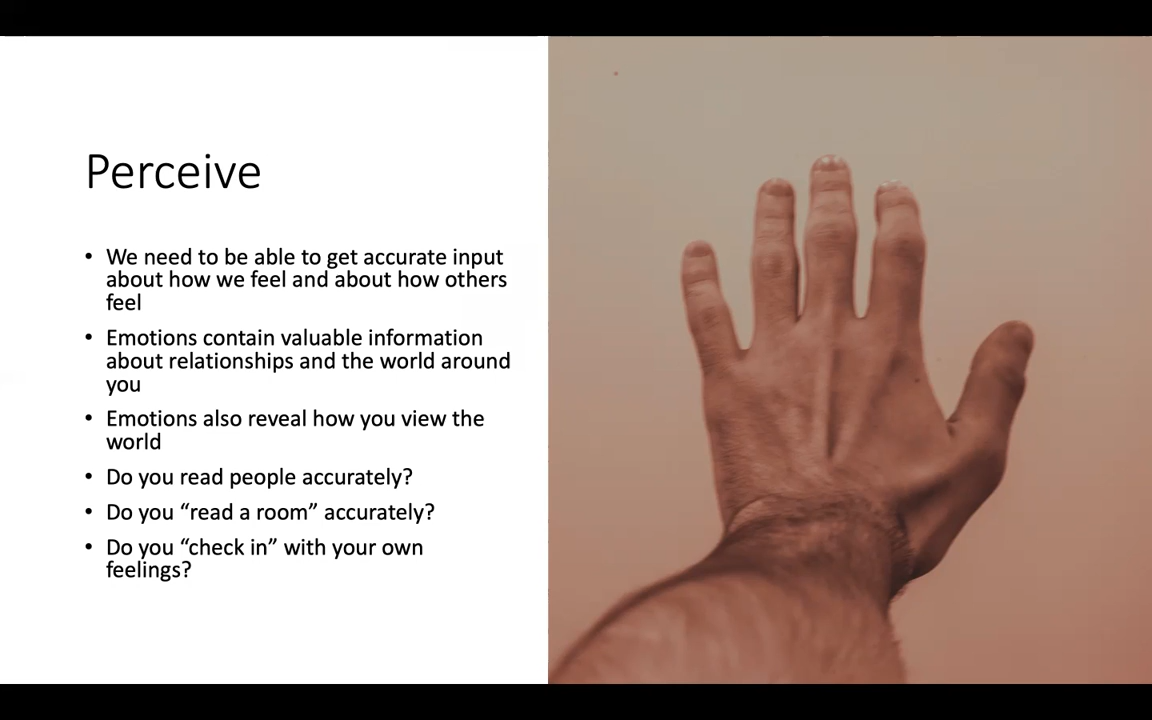 Perceive
• We need to be able to get accurate input
about how we feel and about how others
feel
• Emotions contain valuable information
about relationships and the world around
you
• Emotions also reveal how you view the
world
• Do you read people accurately?
• Do you “read a room” accurately?
• Do you “check in” with your own
feelings?